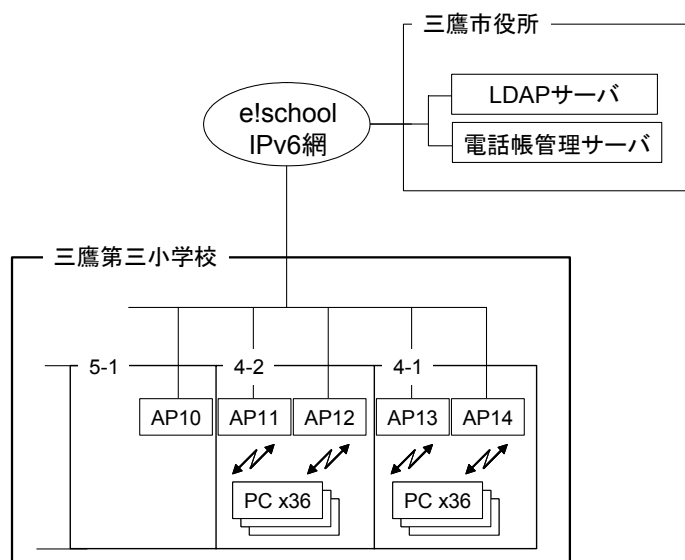 三鷹市役所
LDAPサーバ
電話帳管理サーバ
e!school
IPv6網
三鷹第三小学校
5-1
4-2
4-1
AP10
AP11
AP12
AP13
AP14
PC x36
PC x36